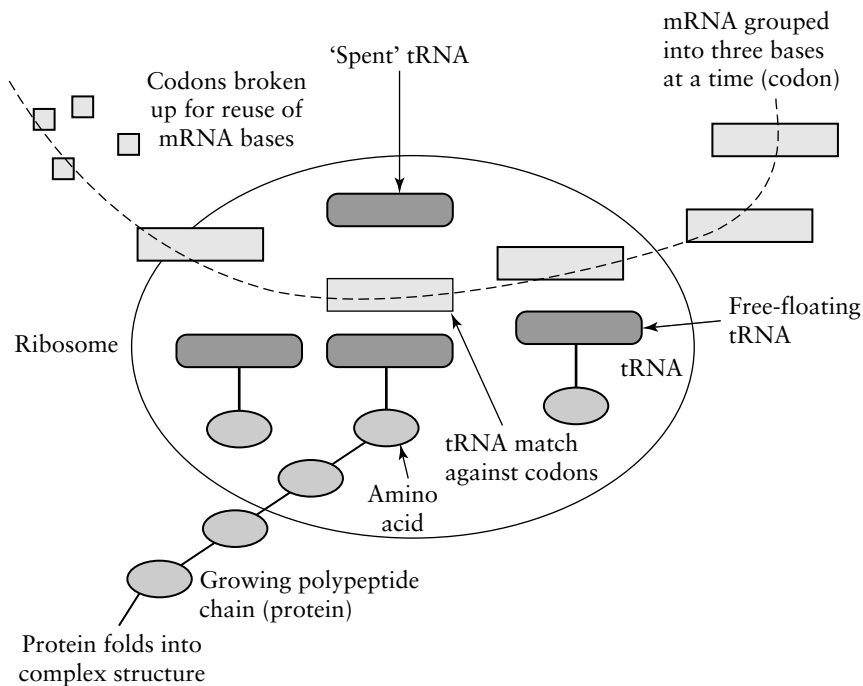 Codons broken
up for reuse of
mRNA bases
‘Spent’ tRNA
mRNA grouped
into three bases
at a time (codon)
Ribosome
Free-floating
tRNA
tRNA
tRNA match
against codons
Amino
acid
Growing polypeptide
chain (protein)
Protein folds into
complex structure